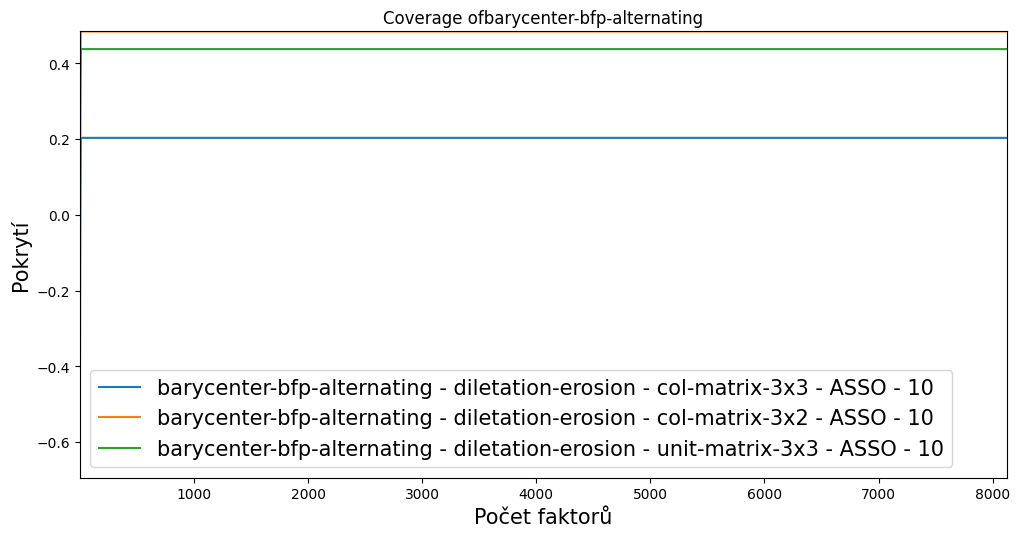 Coverage ofbarycenter-bfp-alternating
Pokrytí
0.4
0.2
0.0
−0.2
−0.4
−0.6
barycenter-bfp-alternating - diletation-erosion - col-matrix-3x3 - ASSO - 10
barycenter-bfp-alternating - diletation-erosion - col-matrix-3x2 - ASSO - 10
barycenter-bfp-alternating - diletation-erosion - unit-matrix-3x3 - ASSO - 10
1000 2000 3000 4000 5000 6000 7000 8000
Počet faktorů